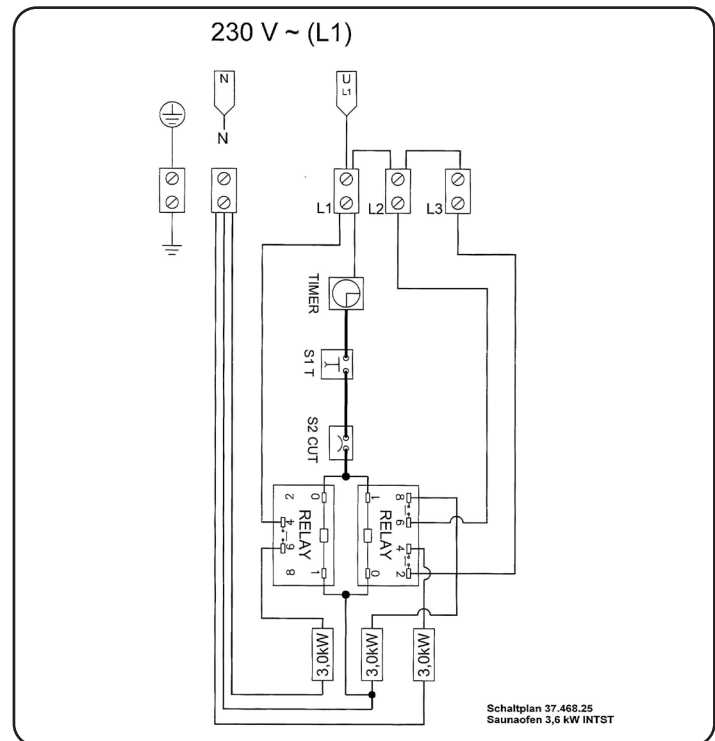 230 V ~ (L1)
N
U
L1
N
L1
L2
L3
TIMER
S1 T
S2 CUT
2
4
6
8
0
1
RELAY
1
0
RELAY
8
6
4
2
3,0kW
3,0kW
3,0kW
Schaltplan 37.468.25
Saunaofen 3,6 kW INTST